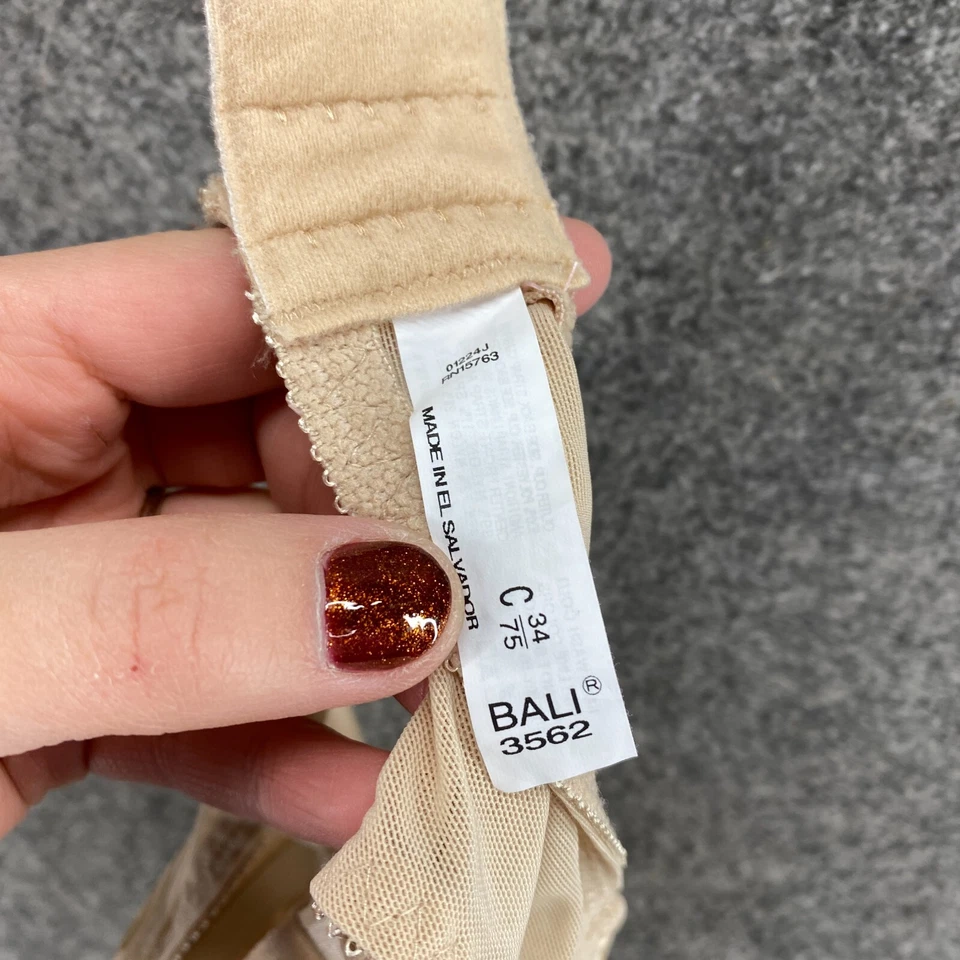 01224J
RN15763
MADE IN EL SALVADOR
C 34
75
BALI®
3562